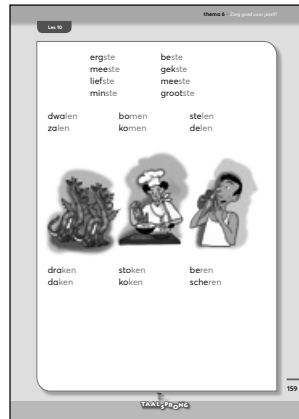 thema 6 - Zorg goed voor jezelf!
Les 10
ergste beste
meeste gekste
liefste meeste
minste grootste
dwalen bomen stelen
zalen komen delen
draken stoken beren
daken koken scheren
159
TAALSPRONG